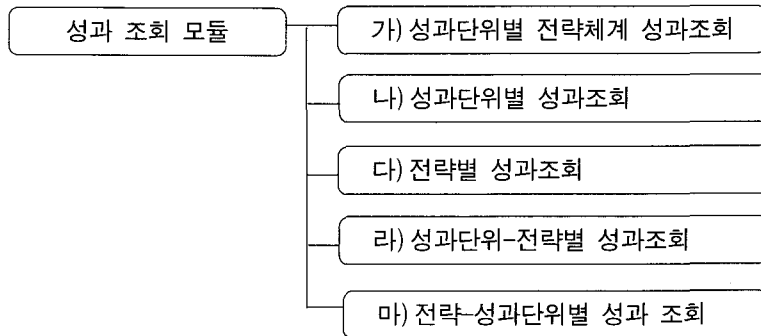 성과 조회 모듈
가) 성과단위별 전략체계 성과조회
나) 성과단위별 성과조회
다) 전략별 성과조회
라) 성과단위-전략별 성과조회
마) 전략-성과단위별 성과 조회